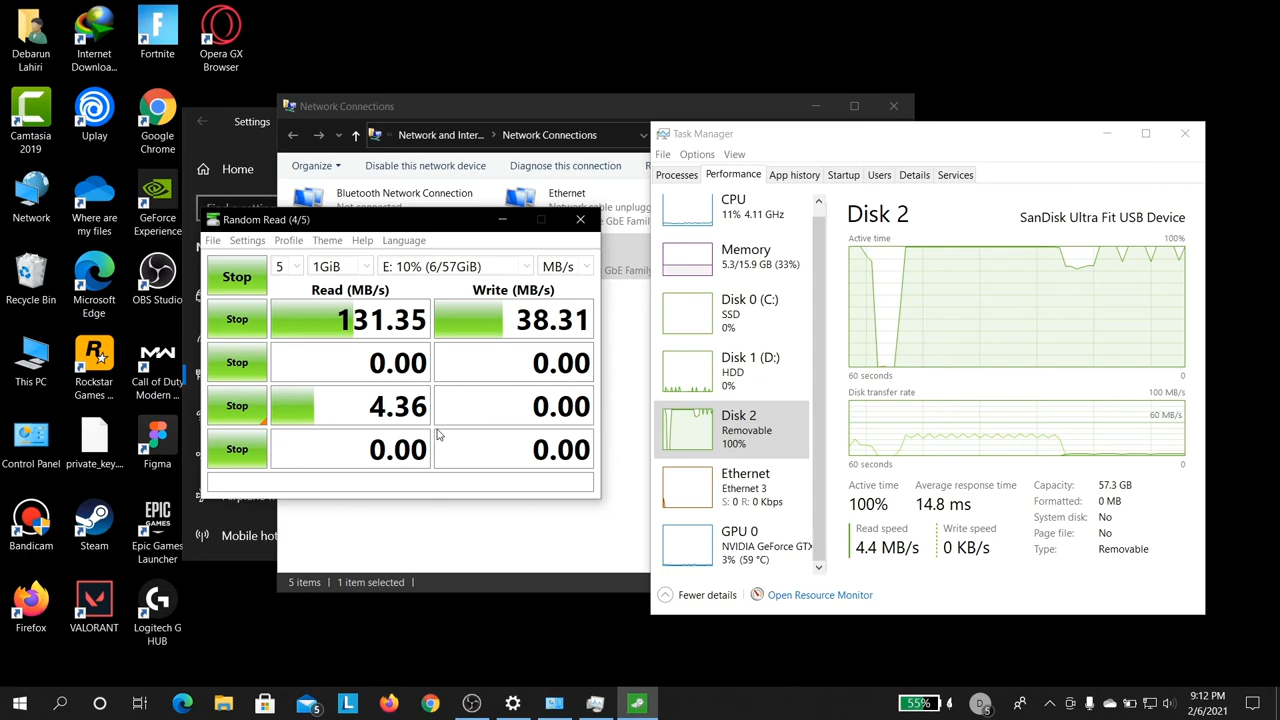 Debarun
Lahiri
Internet
Downloa...
Fortnite
Opera GX
Browser
Camtasia
2019
Uplay
Google
Chrome
Network
Where are
my files
GeForce
Experience
Recycle Bin
Microsoft
Edge
OBS Studio
This PC
Rockstar
Games ...
Call of Duty
Modern ...
Control Panel
private_key....
Figma
Bandicam
Steam
Epic Games
Launcher
Firefox
VALORANT
Logitech G
HUB
Settings
Home
Mobile hot
Network Connections
Network and Inter...
Network Connections
Organize
Disable this network device
Diagnose this connection
Bluetooth Network Connection
Ethernet
Network cable unplugg
GbE Family
GbE Family
5 items
1 item selected
Random Read (4/5)
File Settings Profile Theme Help Language
Stop 5 1GiB E: 10% (6/57GiB) MB/s
Read (MB/s) Write (MB/s)
Stop 131.35 38.31
Stop 0.00 0.00
Stop 4.36 0.00
Stop 0.00 0.00
Task Manager
File Options View
Processes Performance App history Startup Users Details Services
CPU
11% 4.11 GHz
Memory
5.3/15.9 GB (33%)
Disk 0 (C:)
SSD
0%
Disk 1 (D:)
HDD
0%
Disk 2
Removable
100%
Ethernet
Ethernet 3
S: 0 R: 0 Kbps
GPU 0
NVIDIA GeForce GTX
3% (59 °C)
Disk 2
SanDisk Ultra Fit USB Device
Active time 100%
60 seconds 0
Disk transfer rate 100 MB/s
60 MB/s
60 seconds 0
Active time
100%
Average response time
14.8 ms
Read speed
4.4 MB/s
Write speed
0 KB/s
Capacity: 57.3 GB
Formatted: 0 MB
System disk: No
Page file: No
Type: Removable
Fewer details
Open Resource Monitor
5
L
55%
D
5
9:12 PM
2/6/2021